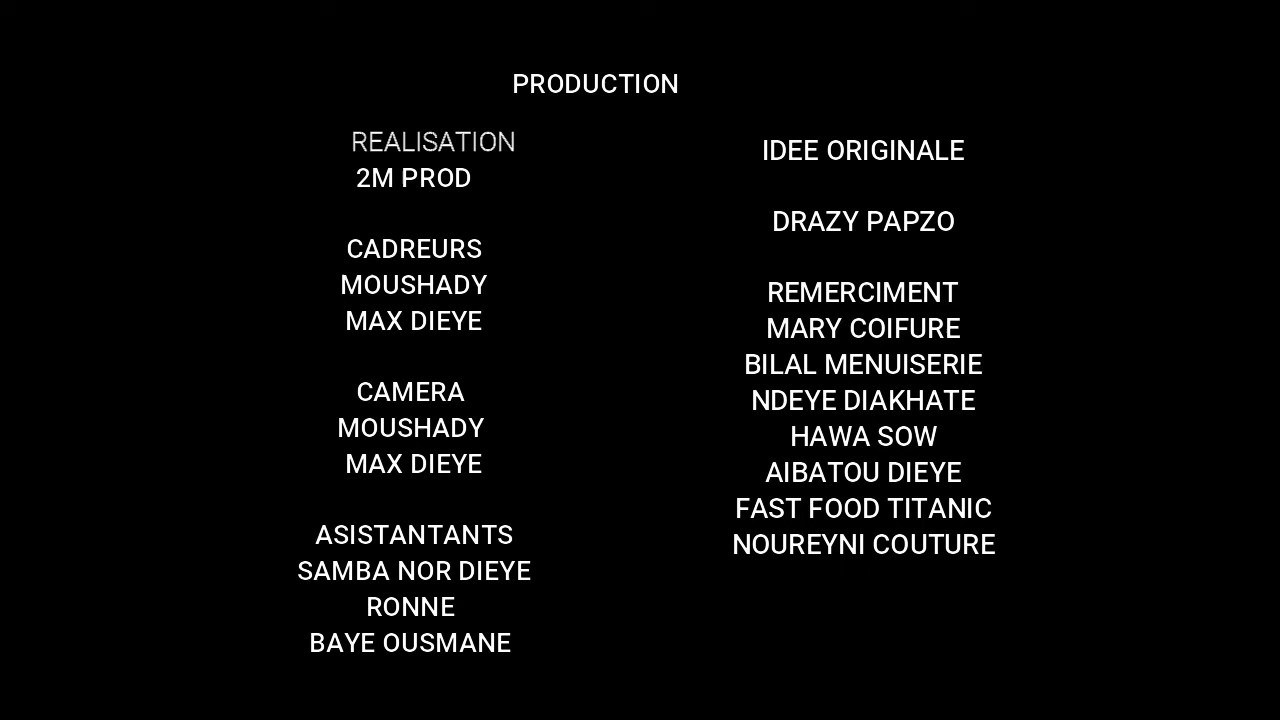 PRODUCTION
REALISATION
2M PROD
CADREURS
MOUSHADY
MAX DIEYE
CAMERA
MOUSHADY
MAX DIEYE
ASISTANTANTS
SAMBA NOR DIEYE
RONNE
BAYE OUSMANE
IDEE ORIGINALE
DRAZY PAPZO
REMERCIMENT
MARY COIFURE
BILAL MENUISERIE
NDEYE DIAKHATE
HAWA SOW
AIBATOU DIEYE
FAST FOOD TITANIC
NOUREYNI COUTURE